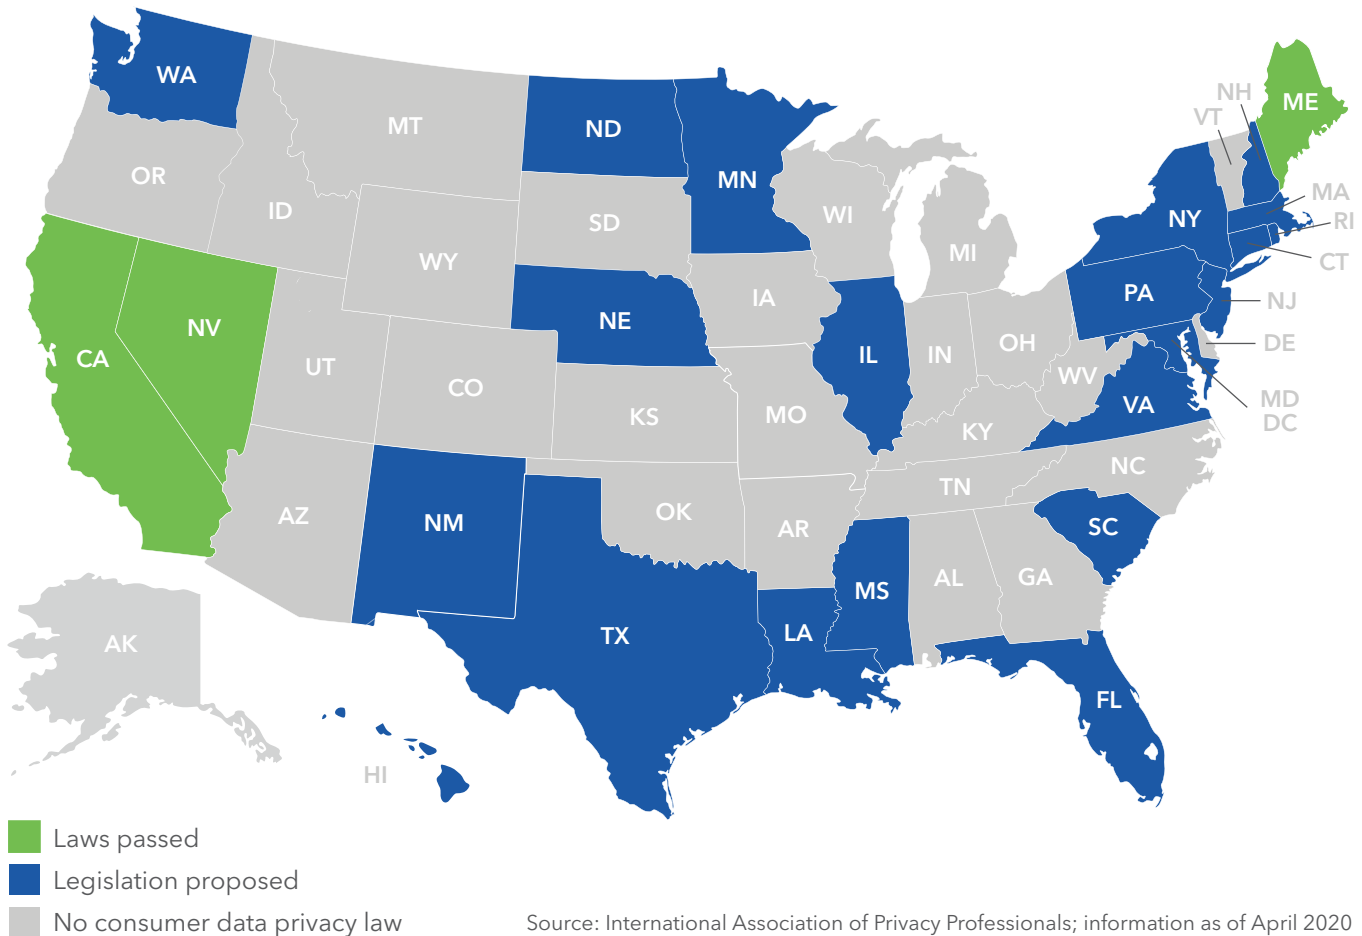 WA
MT
ND
MN
OR
ID
SD
WI
MI
NY
NH
VT
ME
MA
RI
CT
WY
IA
NE
PA
NJ
NV
CA
UT
CO
IL
IN
OH
DE
WV
VA
MD
DC
KS
MO
KY
NC
TN
AZ
NM
OK
AR
SC
MS
AL
GA
TX
LA
AK
FL
HI
Laws passed
Legislation proposed
No consumer data privacy law
Source: International Association of Privacy Professionals; information as of April 2020